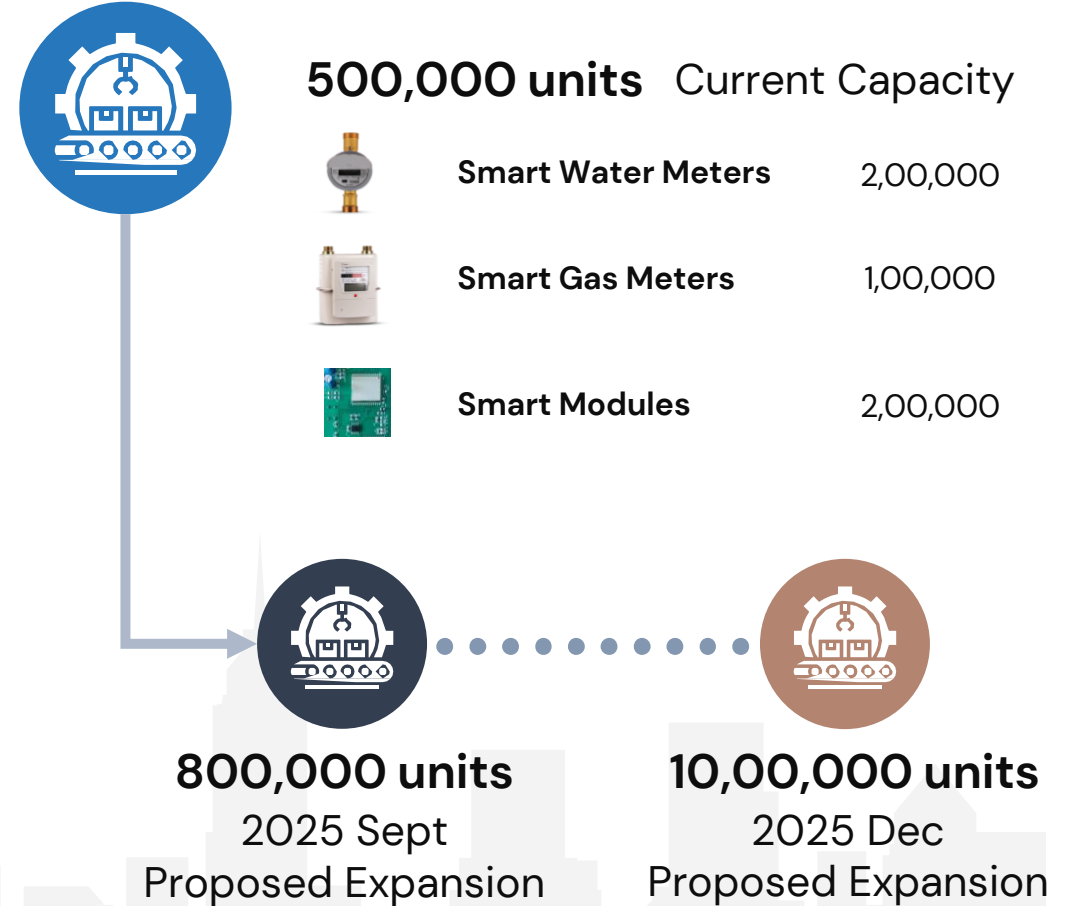 500,000 units Current Capacity
Smart Water Meters 2,00,000
Smart Gas Meters 1,00,000
Smart Modules 2,00,000
800,000 units
2025 Sept
Proposed Expansion
10,00,000 units
2025 Dec
Proposed Expansion